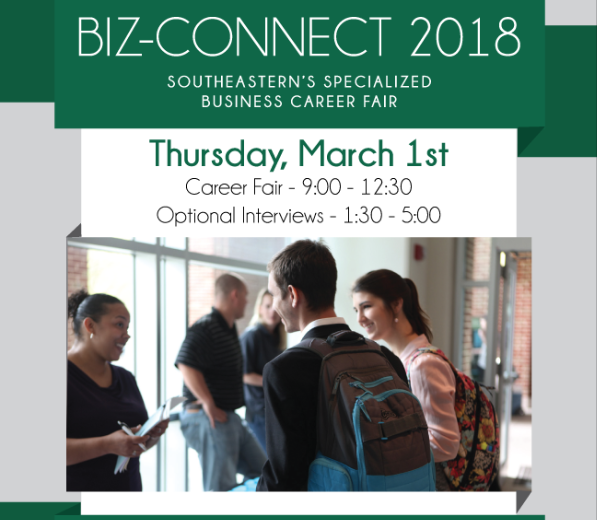 BIZ-CONNECT 2018
SOUTHEASTERN'S SPECIALIZED
BUSINESS CAREER FAIR
Thursday, March 1st
Career Fair - 9:00 - 12:30
Optional Interviews - 1:30 - 5:00